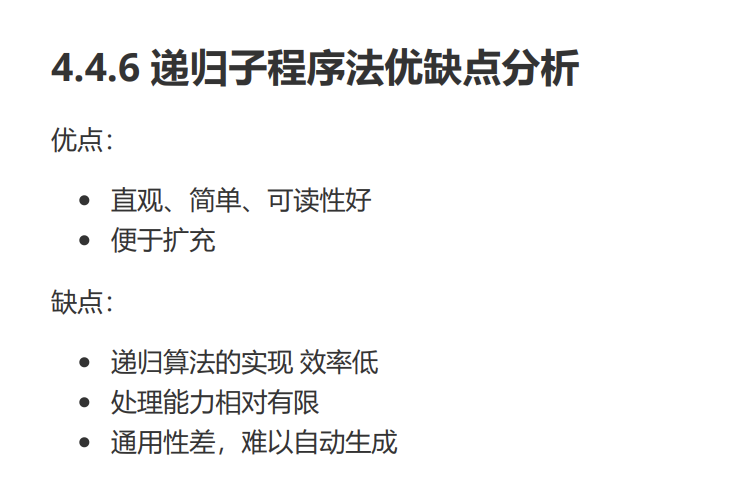 4.4.6 递归子程序法优缺点分析
优点：
• 直观、简单、可读性好
• 便于扩充
缺点：
• 递归算法的实现 效率低
• 处理能力相对有限
• 通用性差，难以自动生成